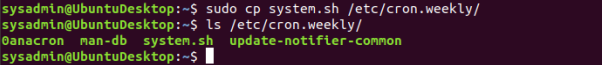 sysadmin@UbuntuDesktop:~$ sudo cp system.sh /etc/cron.weekly/
sysadmin@UbuntuDesktop:~$ ls /etc/cron.weekly/
0anacron  man-db  system.sh  update-notifier-common
sysadmin@UbuntuDesktop:~$